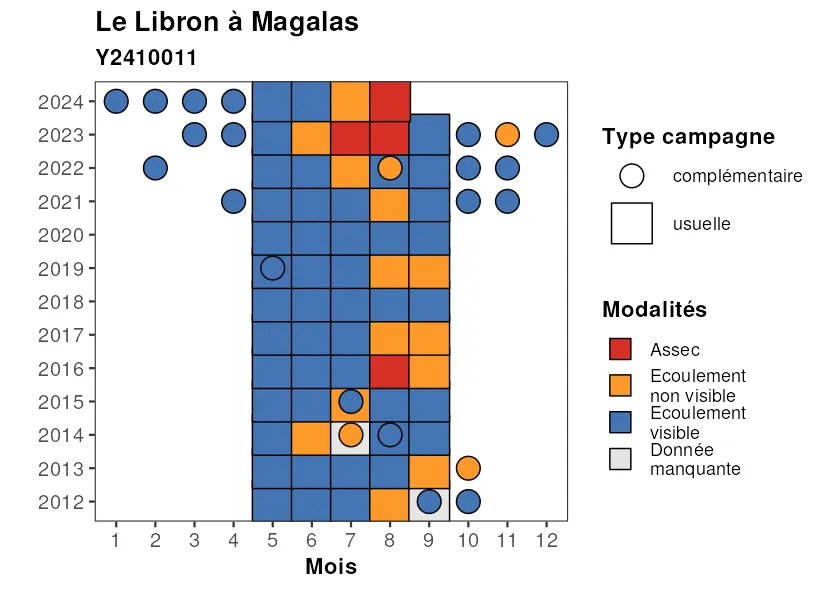 Le Libron à Magalas
Y2410011
2024
2023
2022
2021
2020
2019
2018
2017
2016
2015
2014
2013
2012
1 2 3 4 5 6 7 8 9 10 11 12
Mois
Type campagne
complémentaire
usuelle
Modalités
Assec
Ecoulement
non visible
Ecoulement
visible
Donnée
manquante